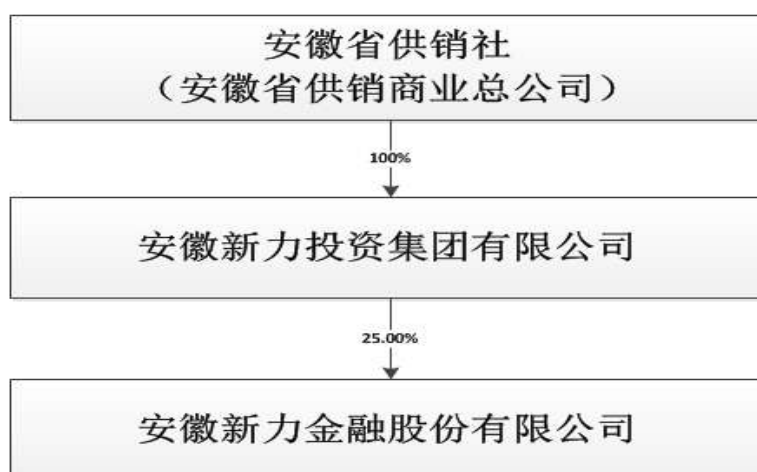 安徽省供销社
（安徽省供销商业总公司）
100%
安徽新力投资集团有限公司
25.00%
安徽新力金融股份有限公司